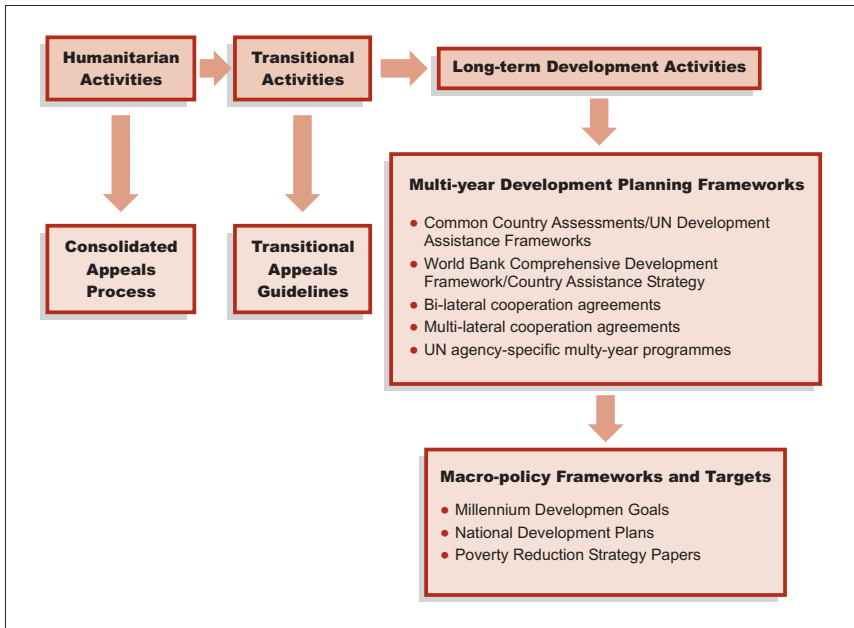 Humanitarian
Activities
Transitional
Activities
Long-term Development Activities
Consolidated
Appeals
Process
Transitional
Appeals
Guidelines
Multi-year Development Planning Frameworks
● Common Country Assessments/UN Development
Assistance Frameworks
● World Bank Comprehensive Development
Framework/Country Assistance Strategy
● Bi-lateral cooperation agreements
● Multi-lateral cooperation agreements
● UN agency-specific multy-year programmes
Macro-policy Frameworks and Targets
● Millennium Developmen Goals
● National Development Plans
● Poverty Reduction Strategy Papers